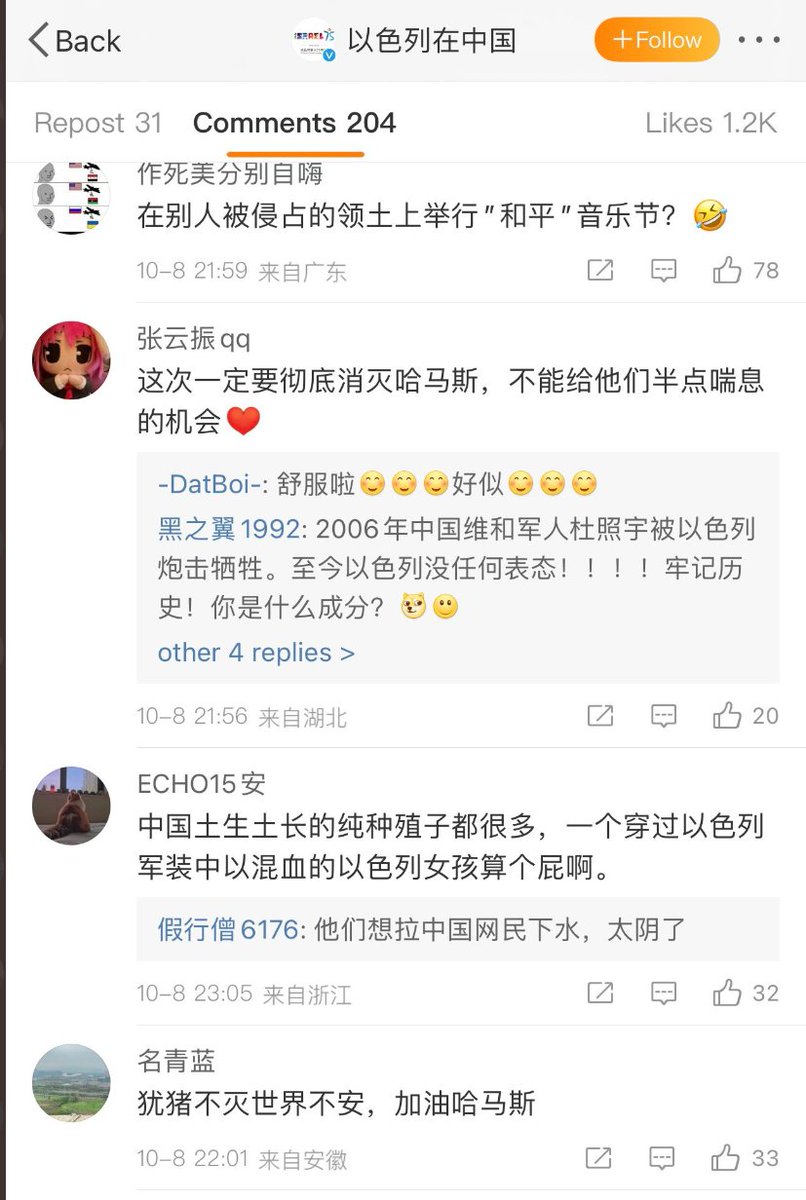 Back
ISRAEL 75
以色列在中国
+Follow
Repost 31
Comments 204
Likes 1.2K
作死美分别自嗨
在别人被侵占的领土上举行"和平"音乐节？🤣
10-8 21:59 来自广东
78
张云振qq
这次一定要彻底消灭哈马斯，不能给他们半点喘息
的机会❤️
-DatBoi-: 舒服啦😊😊😊好似😊😊😊
黑之翼1992: 2006年中国维和军人杜照宇被以色列
炮击牺牲。至今以色列没任何表态！！！！牢记历
史！你是什么成分？🐶🙂
other 4 replies >
10-8 21:56 来自湖北
20
ECHO15安
中国土生土长的纯种殖子都很多，一个穿过以色列
军装中以混血的以色列女孩算个屁啊。
假行僧6176: 他们想拉中国网民下水，太阴了
10-8 23:05 来自浙江
32
名青蓝
犹猪不灭世界不安，加油哈马斯
10-8 22:01 来自安徽
33